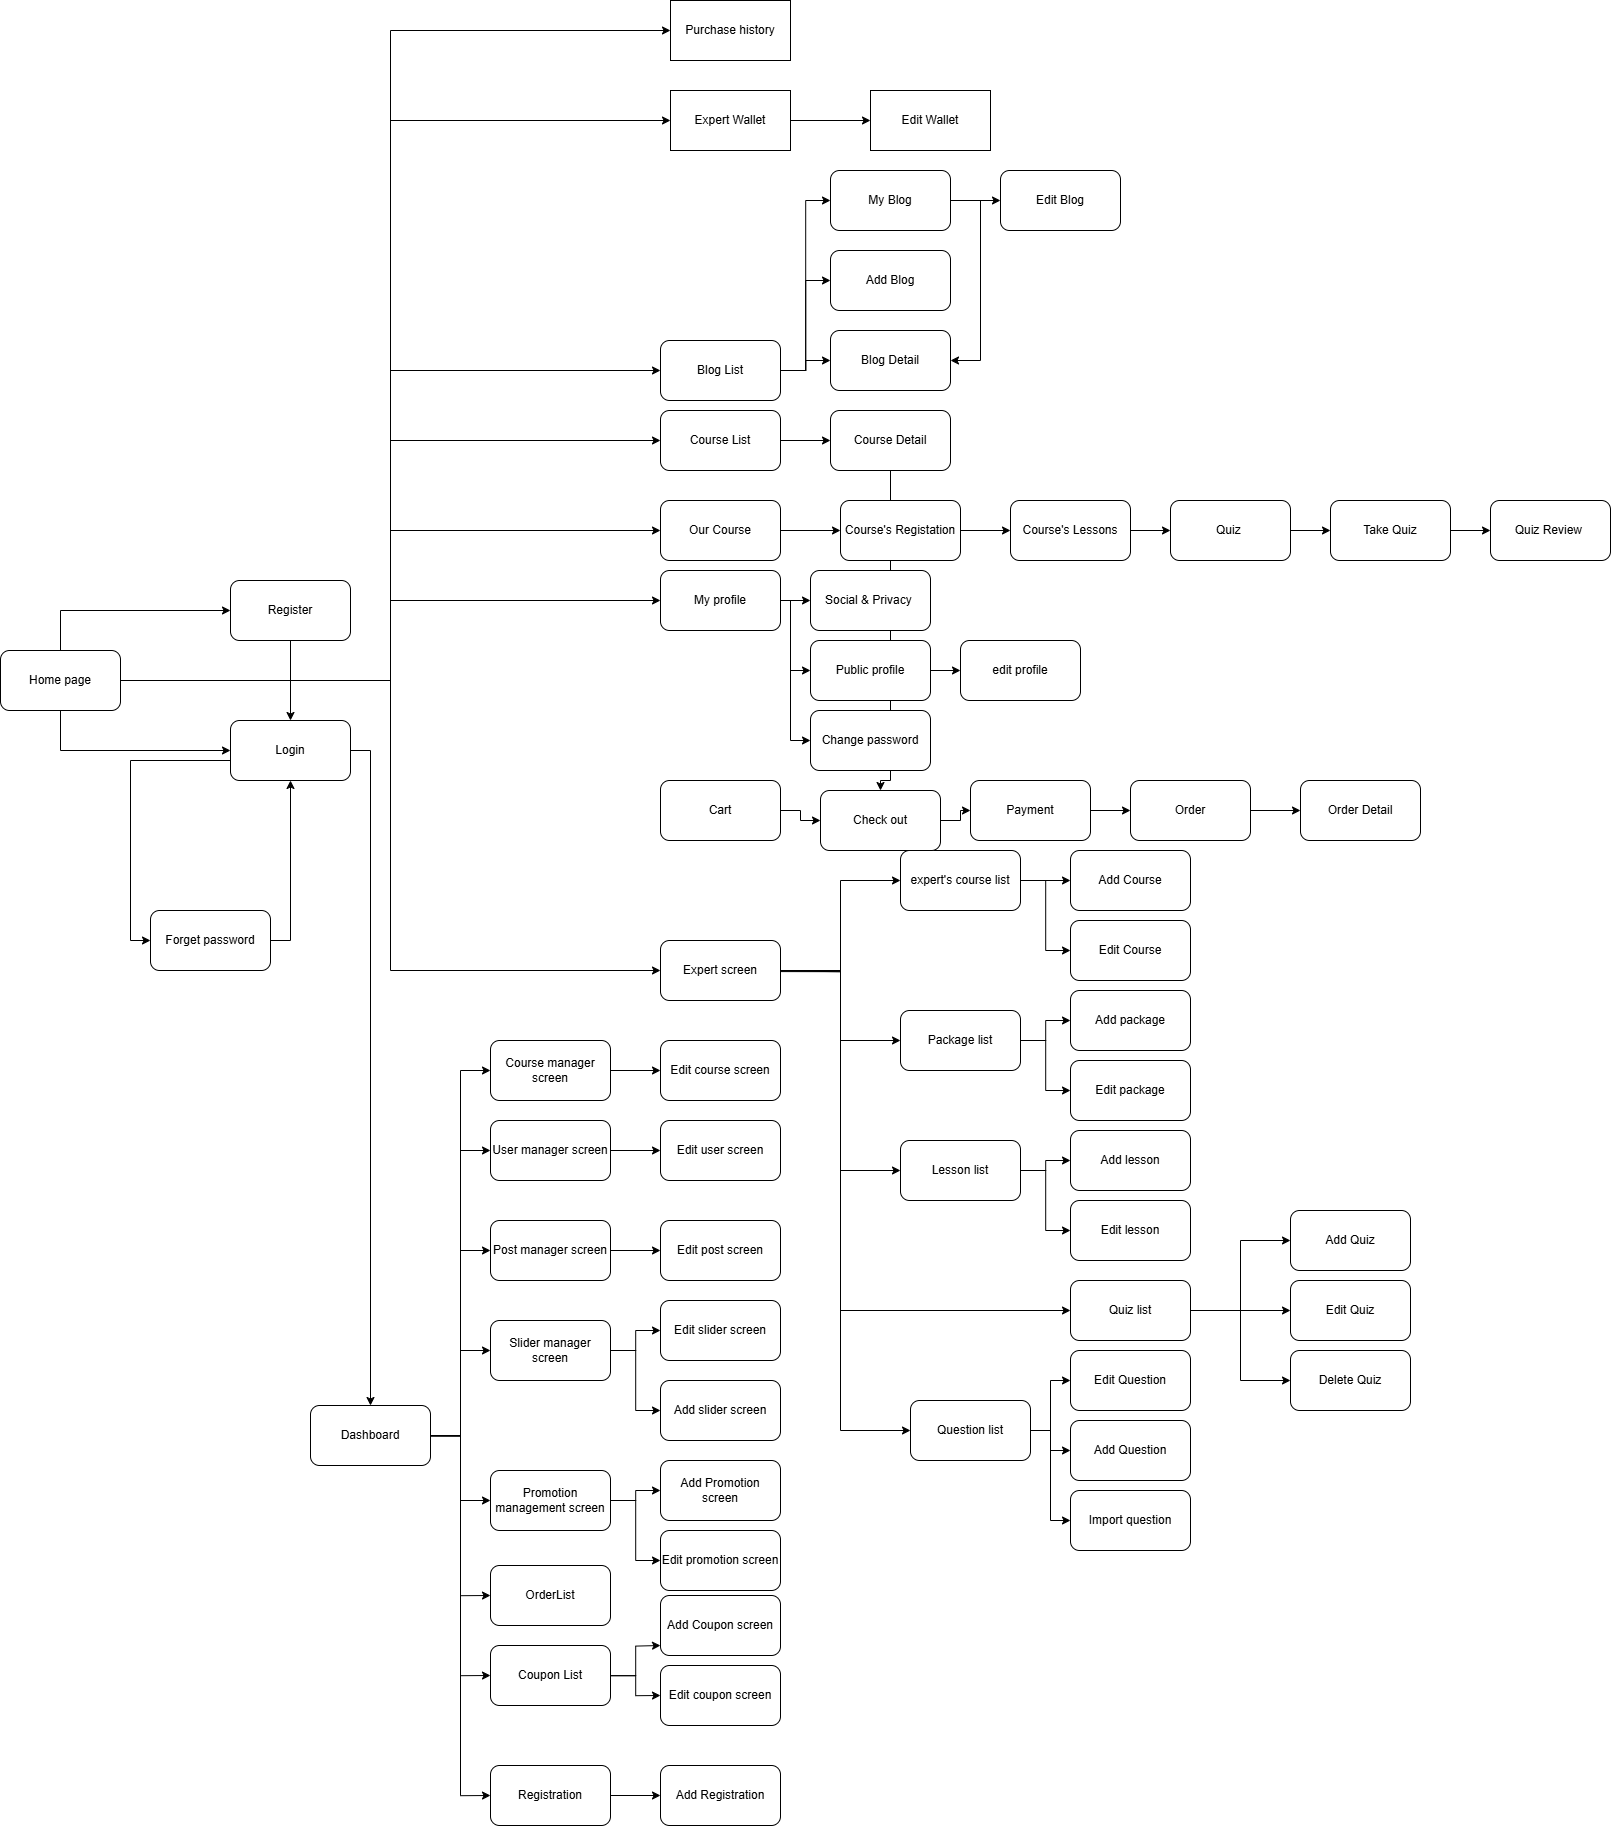 Purchase history
Expert Wallet
Edit Wallet
My Blog
Edit Blog
Add Blog
Blog List
Blog Detail
Course List
Course Detail
Our Course
Course's Registation
Course's Lessons
Quiz
Take Quiz
Quiz Review
Register
My profile
Social & Privacy
Home page
Public profile
edit profile
Login
Change password
Cart
Check out
Payment
Order
Order Detail
expert's course list
Add Course
Forget password
Edit Course
Expert screen
Package list
Add package
Course manager
screen
Edit course screen
Edit package
User manager screen
Edit user screen
Lesson list
Add lesson
Edit lesson
Post manager screen
Edit post screen
Add Quiz
Slider manager
screen
Edit slider screen
Quiz list
Edit Quiz
Add slider screen
Edit Question
Delete Quiz
Dashboard
Question list
Add Question
Promotion
management screen
Add Promotion
screen
Import question
Edit promotion screen
OrderList
Add Coupon screen
Coupon List
Edit coupon screen
Registration
Add Registration